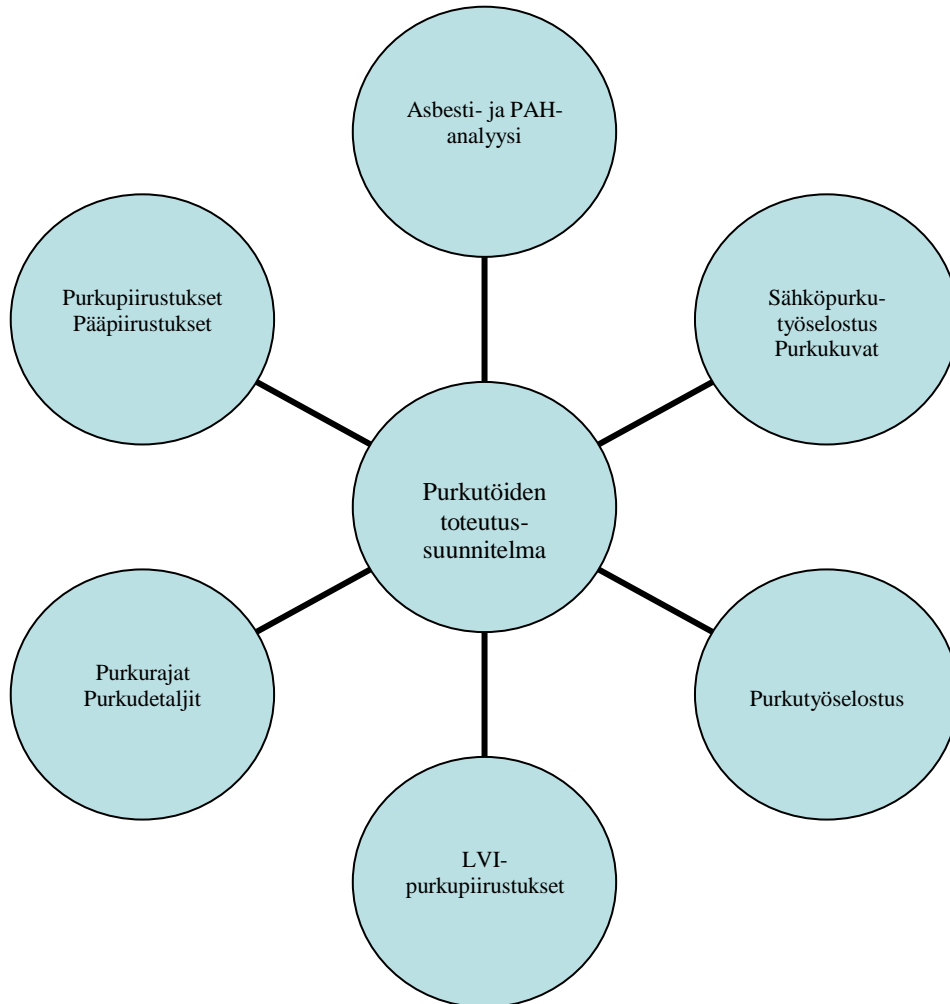 Asbesti- ja PAH-
analyysi
Purkupiirustukset
Pääpiirustukset
Sähköpurku-
työselostus
Purkukuvat
Purkutöiden
toteutus-
suunnitelma
Purkurajat
Purkudetaljit
Purkutyöselostus
LVI-
purkupiirustukset